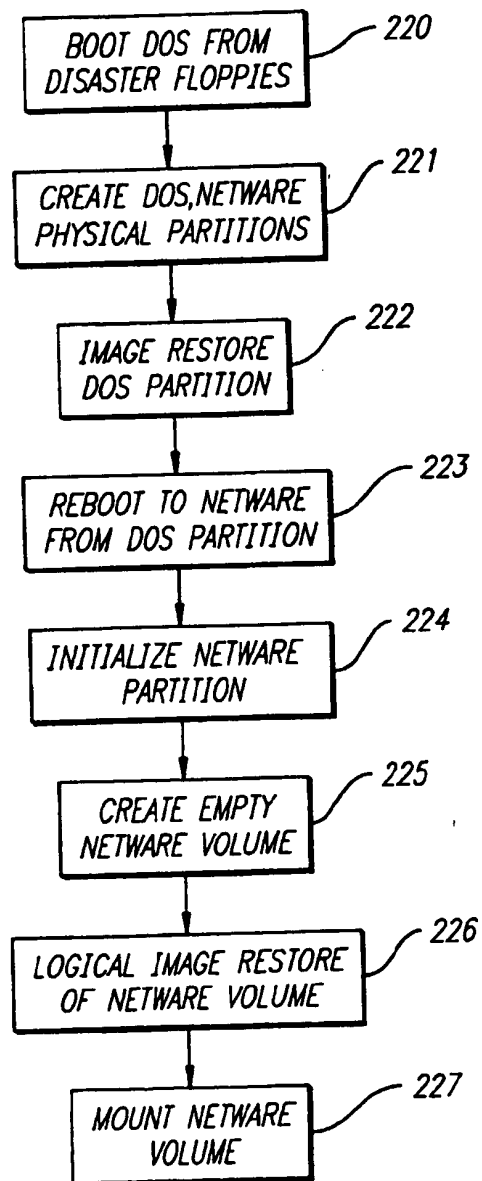 BOOT DOS FROM
DISASTER FLOPPIES
220
CREATE DOS,NETWARE
PHYSICAL PARTITIONS
221
IMAGE RESTORE
DOS PARTITION
222
REBOOT TO NETWARE
FROM DOS PARTITION
223
INITIALIZE NETWARE
PARTITION
224
CREATE EMPTY
NETWARE VOLUME
225
LOGICAL IMAGE RESTORE
OF NETWARE VOLUME
226
MOUNT NETWARE
VOLUME
227